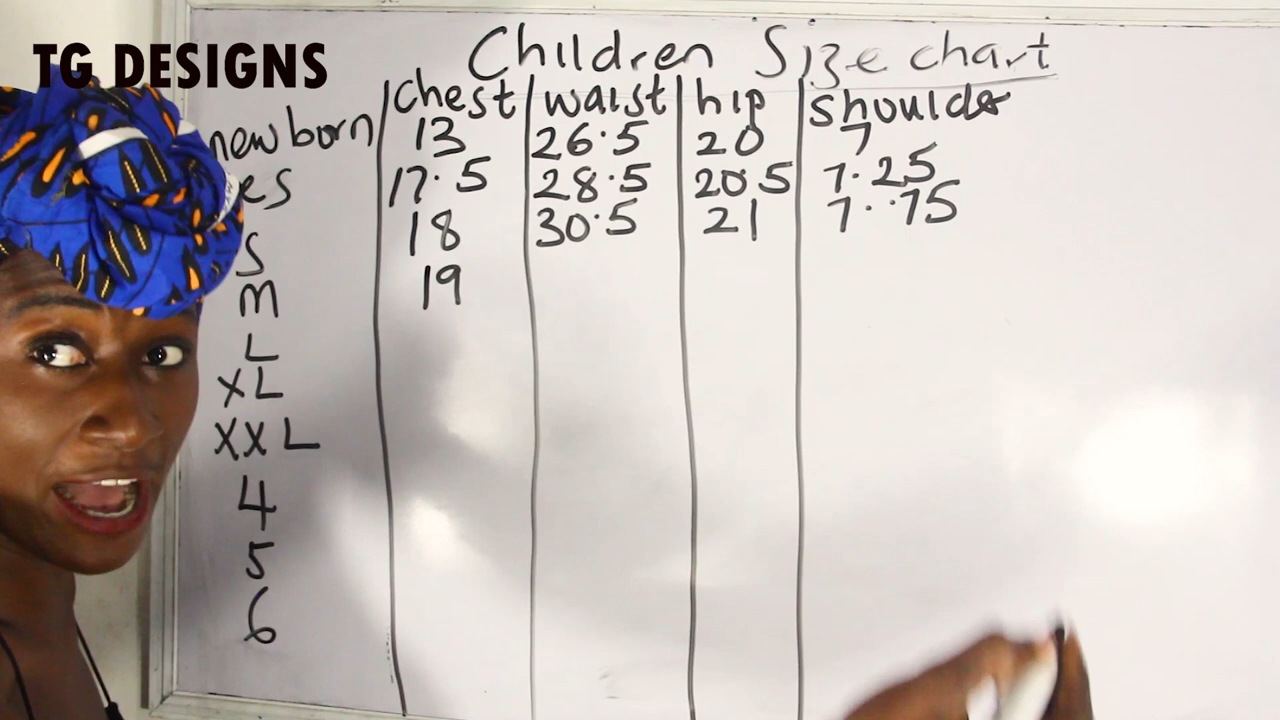 TG DESIGNS
Children Size chart
chest waist hip shoulder
newborn 13 26.5 20 7
es 17.5 28.5 20.5 7.25
S 18 30.5 21 7.75
M 19
L
XL
XXL
4
5
6